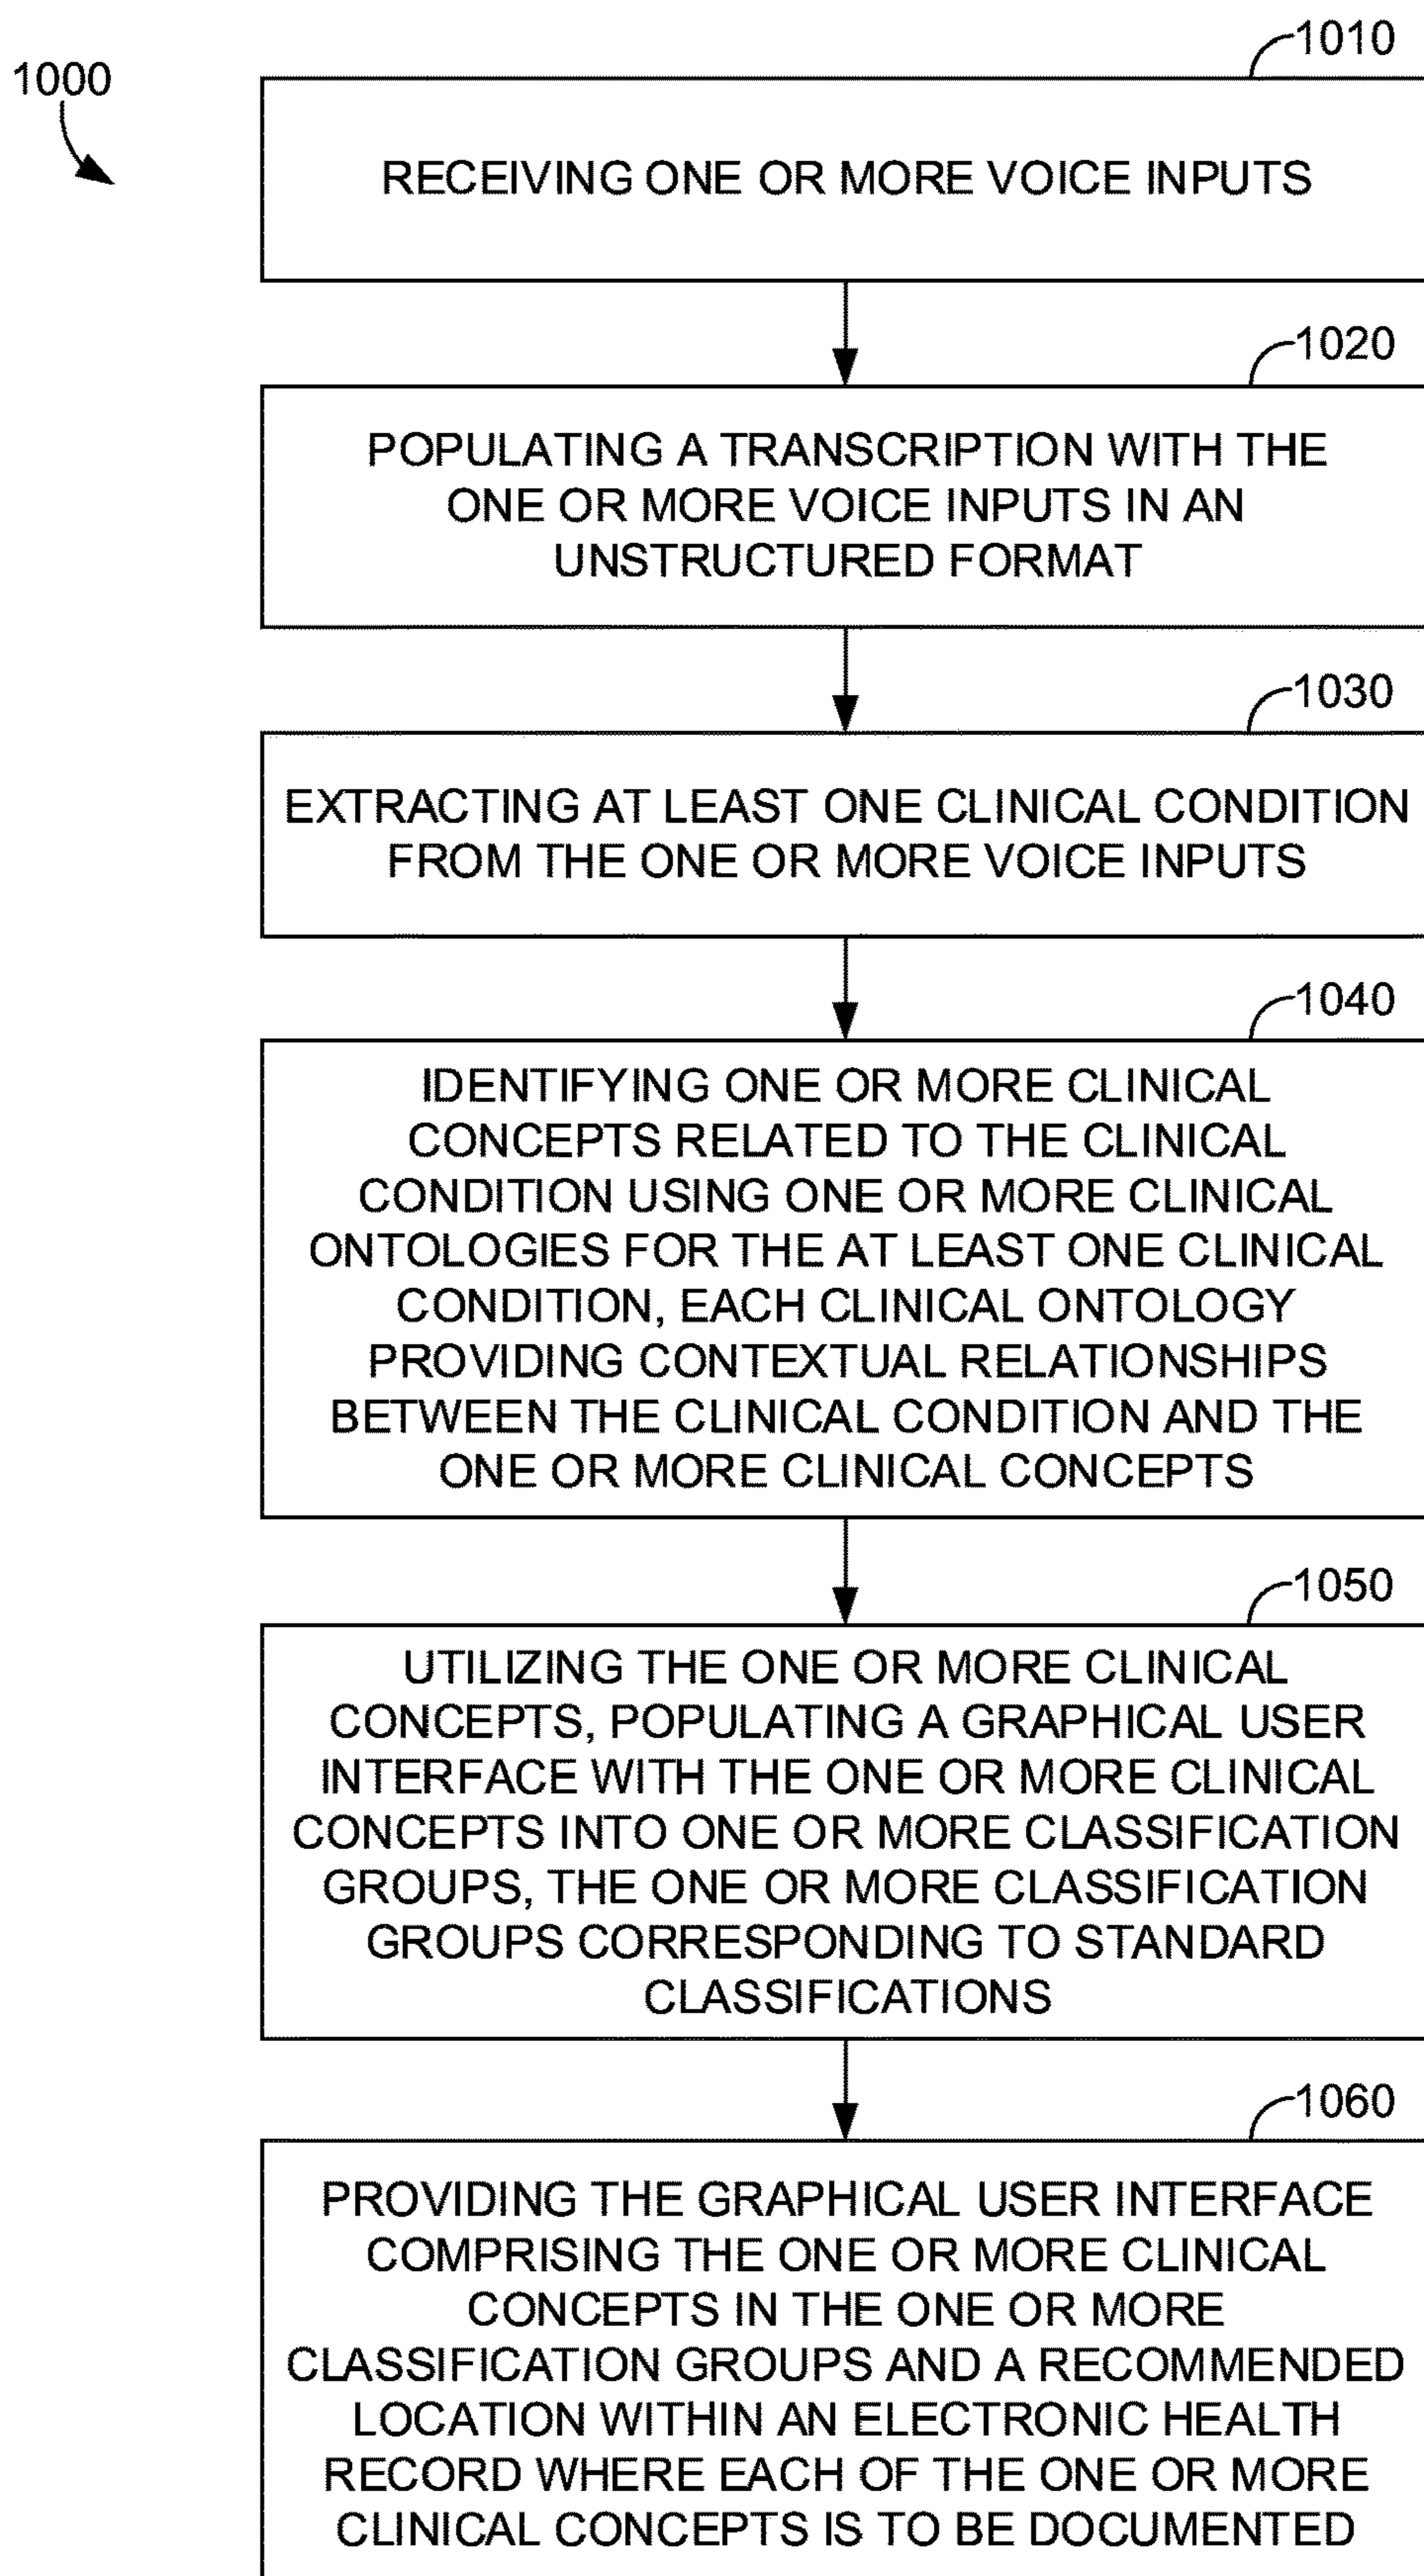 1000
1010
RECEIVING ONE OR MORE VOICE INPUTS
1020
POPULATING A TRANSCRIPTION WITH THE
ONE OR MORE VOICE INPUTS IN AN
UNSTRUCTURED FORMAT
1030
EXTRACTING AT LEAST ONE CLINICAL CONDITION
FROM THE ONE OR MORE VOICE INPUTS
1040
IDENTIFYING ONE OR MORE CLINICAL
CONCEPTS RELATED TO THE CLINICAL
CONDITION USING ONE OR MORE CLINICAL
ONTOLOGIES FOR THE AT LEAST ONE CLINICAL
CONDITION, EACH CLINICAL ONTOLOGY
PROVIDING CONTEXTUAL RELATIONSHIPS
BETWEEN THE CLINICAL CONDITION AND THE
ONE OR MORE CLINICAL CONCEPTS
1050
UTILIZING THE ONE OR MORE CLINICAL
CONCEPTS, POPULATING A GRAPHICAL USER
INTERFACE WITH THE ONE OR MORE CLINICAL
CONCEPTS INTO ONE OR MORE CLASSIFICATION
GROUPS, THE ONE OR MORE CLASSIFICATION
GROUPS CORRESPONDING TO STANDARD
CLASSIFICATIONS
1060
PROVIDING THE GRAPHICAL USER INTERFACE
COMPRISING THE ONE OR MORE CLINICAL
CONCEPTS IN THE ONE OR MORE
CLASSIFICATION GROUPS AND A RECOMMENDED
LOCATION WITHIN AN ELECTRONIC HEALTH
RECORD WHERE EACH OF THE ONE OR MORE
CLINICAL CONCEPTS IS TO BE DOCUMENTED